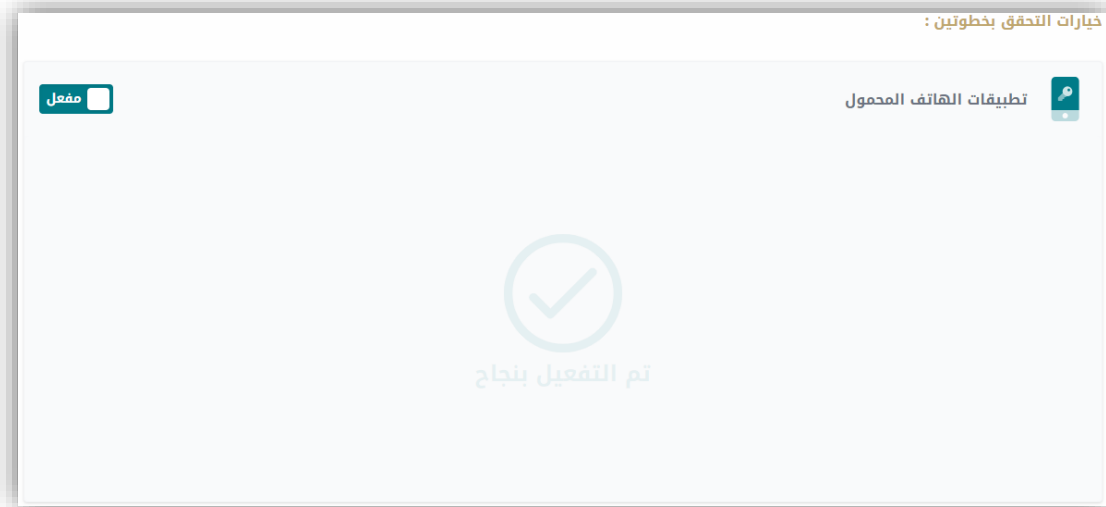 خيارات التحقق بخطوتين :
تطبيقات الهاتف المحمول
مفعل
تم التفعيل بنجاح